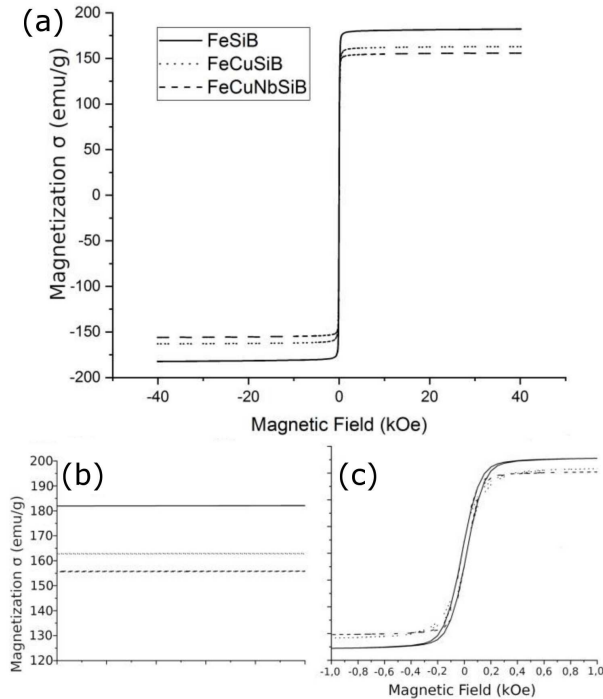 (a)
200
150
100
50
0
-50
-100
-150
-200
Magnetization σ (emu/g)
FeSiB
FeCuSiB
FeCuNbSiB
-40 -20 0 20 40
Magnetic Field (kOe)
(b)
200
190
180
170
160
150
140
130
120
Magnetization σ (emu/g)
(c)
-1,0 -0,8 -0,6 -0,4 -0,2 0 0,2 0,4 0,6 0,8 1,0
Magnetic Field (kOe)